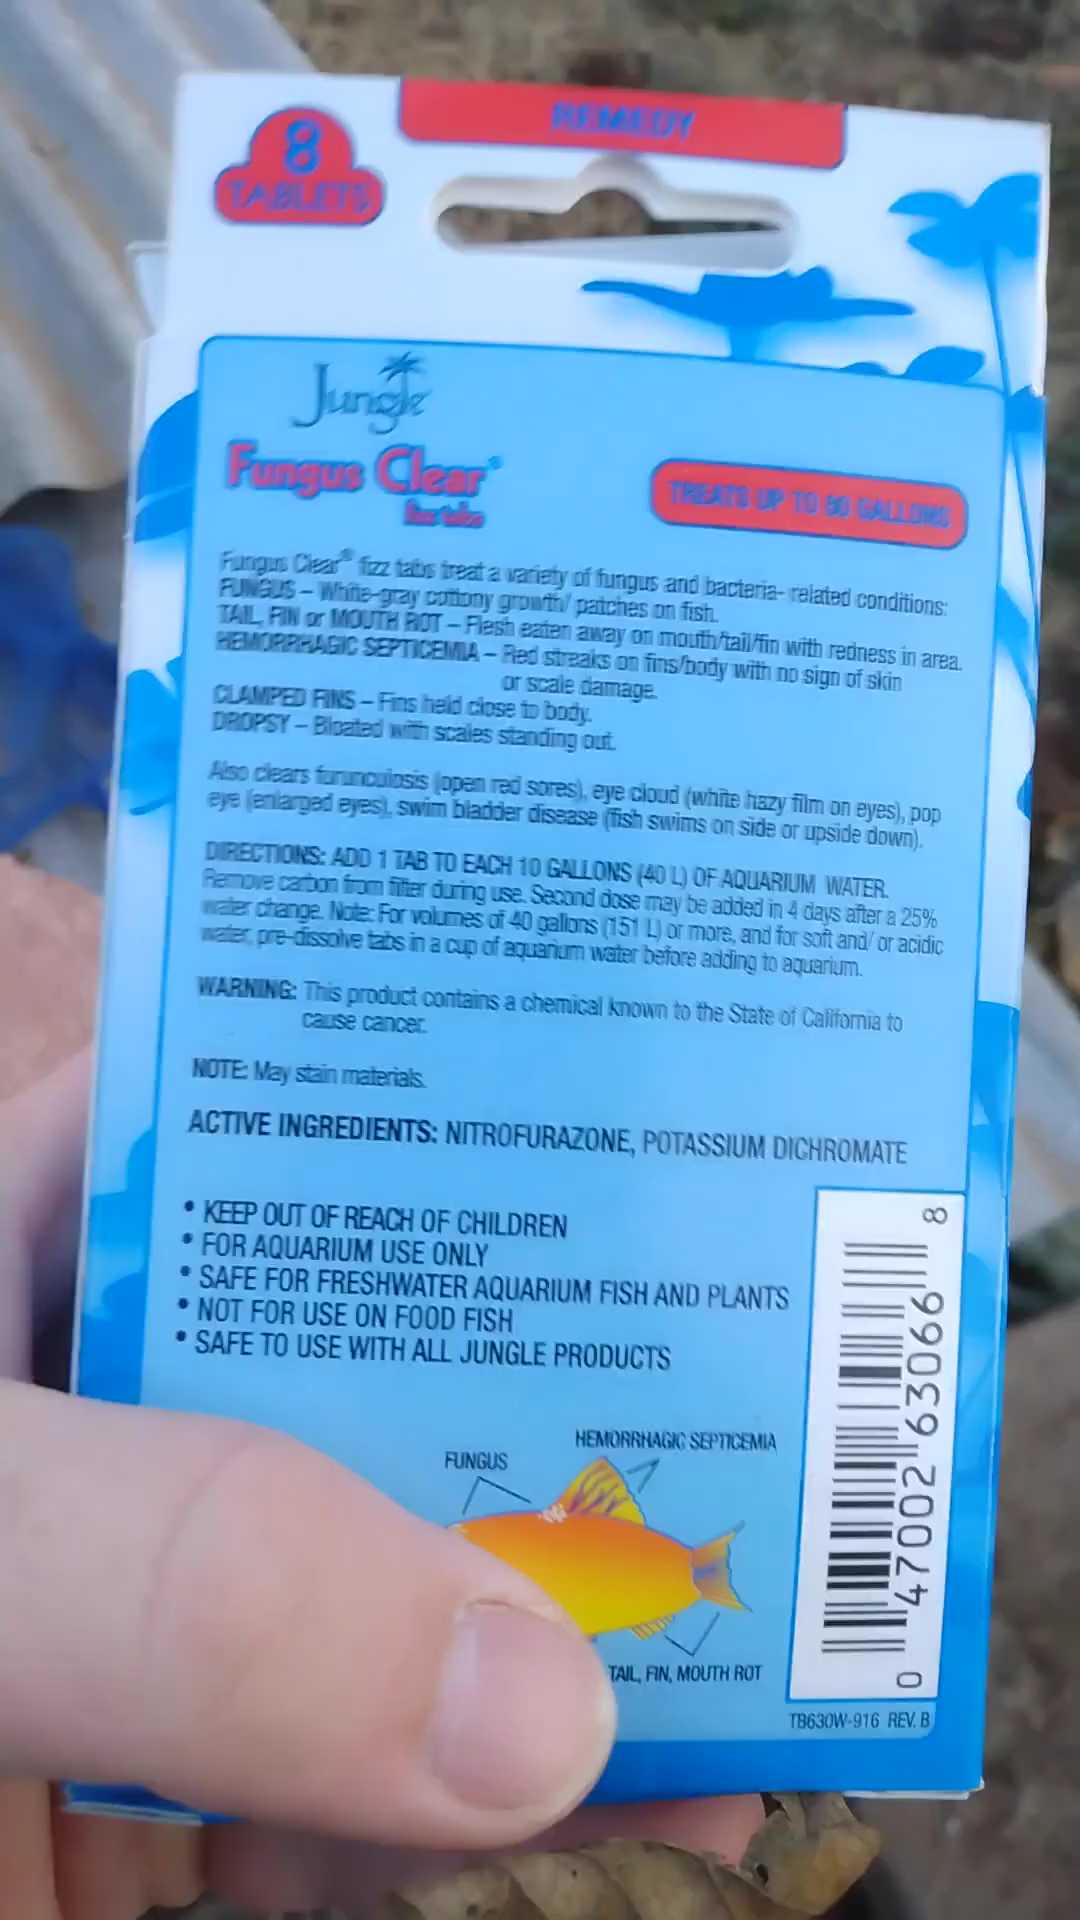 REMEDY
8
TABLETS
Jungle
Fungus Clear®
fizz tabs
TREATS UP TO 80 GALLONS
Fungus Clear® fizz tabs treat a variety of fungus and bacteria- related conditions:
FUNGUS – White-gray cottony growth/ patches on fish.
TAIL, FIN or MOUTH ROT – Flesh eaten away on mouth/tail/fin with redness in area.
HEMORRHAGIC SEPTICEMIA – Red streaks on fins/body with no sign of skin
or scale damage.
CLAMPED FINS – Fins held close to body.
DROPSY – Bloated with scales standing out.
Also clears furunculosis (open red sores), eye cloud (white hazy film on eyes), pop
eye (enlarged eyes), swim bladder disease (fish swims on side or upside down).
DIRECTIONS: ADD 1 TAB TO EACH 10 GALLONS (40 L) OF AQUARIUM WATER.
Remove carbon from filter during use. Second dose may be added in 4 days after a 25%
water change. Note: For volumes of 40 gallons (151 L) or more, and for soft and/ or acidic
water, pre-dissolve tabs in a cup of aquarium water before adding to aquarium.
WARNING: This product contains a chemical known to the State of California to
cause cancer.
NOTE: May stain materials.
ACTIVE INGREDIENTS: NITROFURAZONE, POTASSIUM DICHROMATE
• KEEP OUT OF REACH OF CHILDREN
• FOR AQUARIUM USE ONLY
• SAFE FOR FRESHWATER AQUARIUM FISH AND PLANTS
• NOT FOR USE ON FOOD FISH
• SAFE TO USE WITH ALL JUNGLE PRODUCTS
HEMORRHAGIC SEPTICEMIA
FUNGUS
TAIL, FIN, MOUTH ROT
0 47002 63066 8
TB630W-916 REV. B